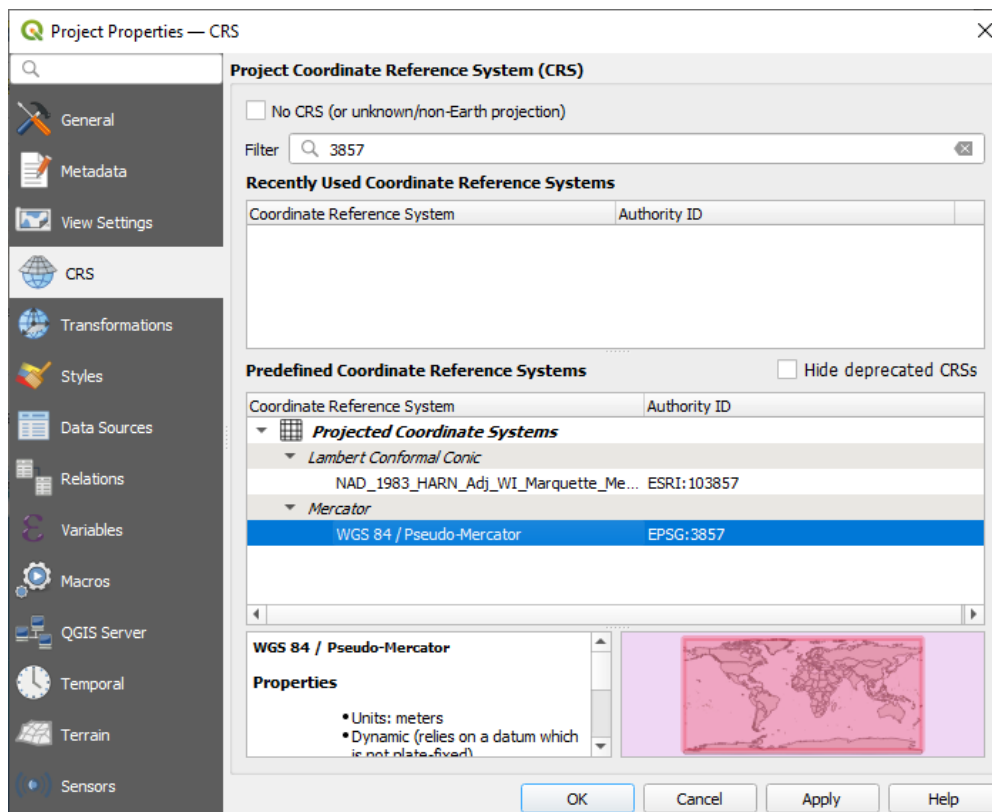 Project Properties — CRS
Project Coordinate Reference System (CRS)
General
Metadata
View Settings
CRS
Transformations
Styles
Data Sources
Relations
Variables
Macros
QGIS Server
Temporal
Terrain
Sensors
No CRS (or unknown/non-Earth projection)
Filter 3857
Recently Used Coordinate Reference Systems
Coordinate Reference System Authority ID
Predefined Coordinate Reference Systems Hide deprecated CRSs
Coordinate Reference System Authority ID
Projected Coordinate Systems
Lambert Conformal Conic
NAD_1983_HARN_Adj_WI_Marquette_Me... ESRI:103857
Mercator
WGS 84 / Pseudo-Mercator EPSG:3857
WGS 84 / Pseudo-Mercator
Properties
•Units: meters
•Dynamic (relies on a datum which
is not plate-fixed)
OK Cancel Apply Help